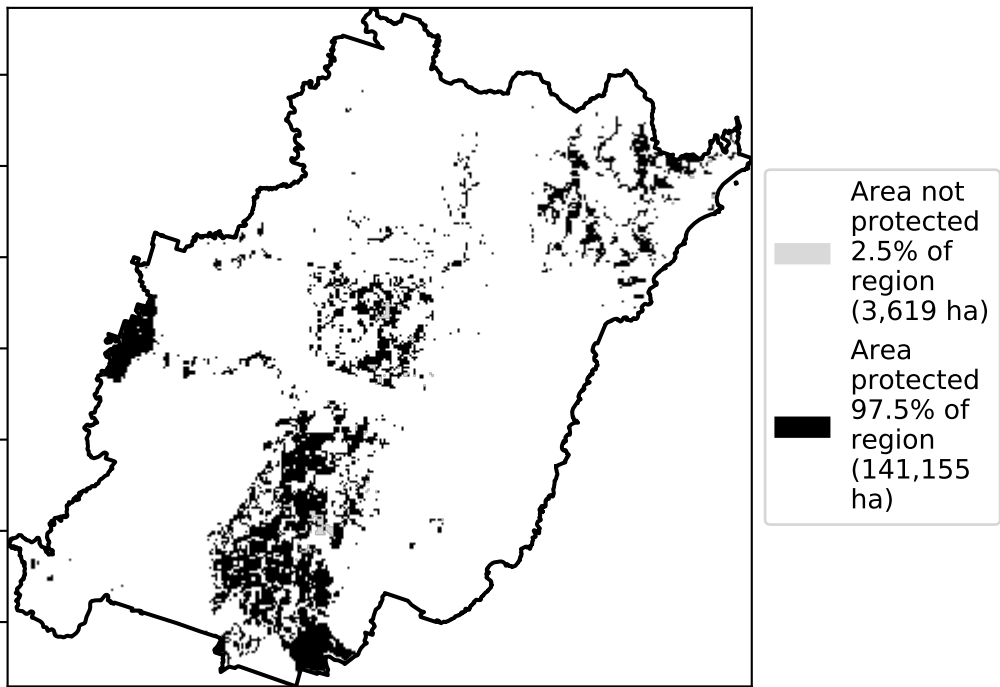 Area not
protected
2.5% of
region
(3,619 ha)
Area
protected
97.5% of
region
(141,155
ha)